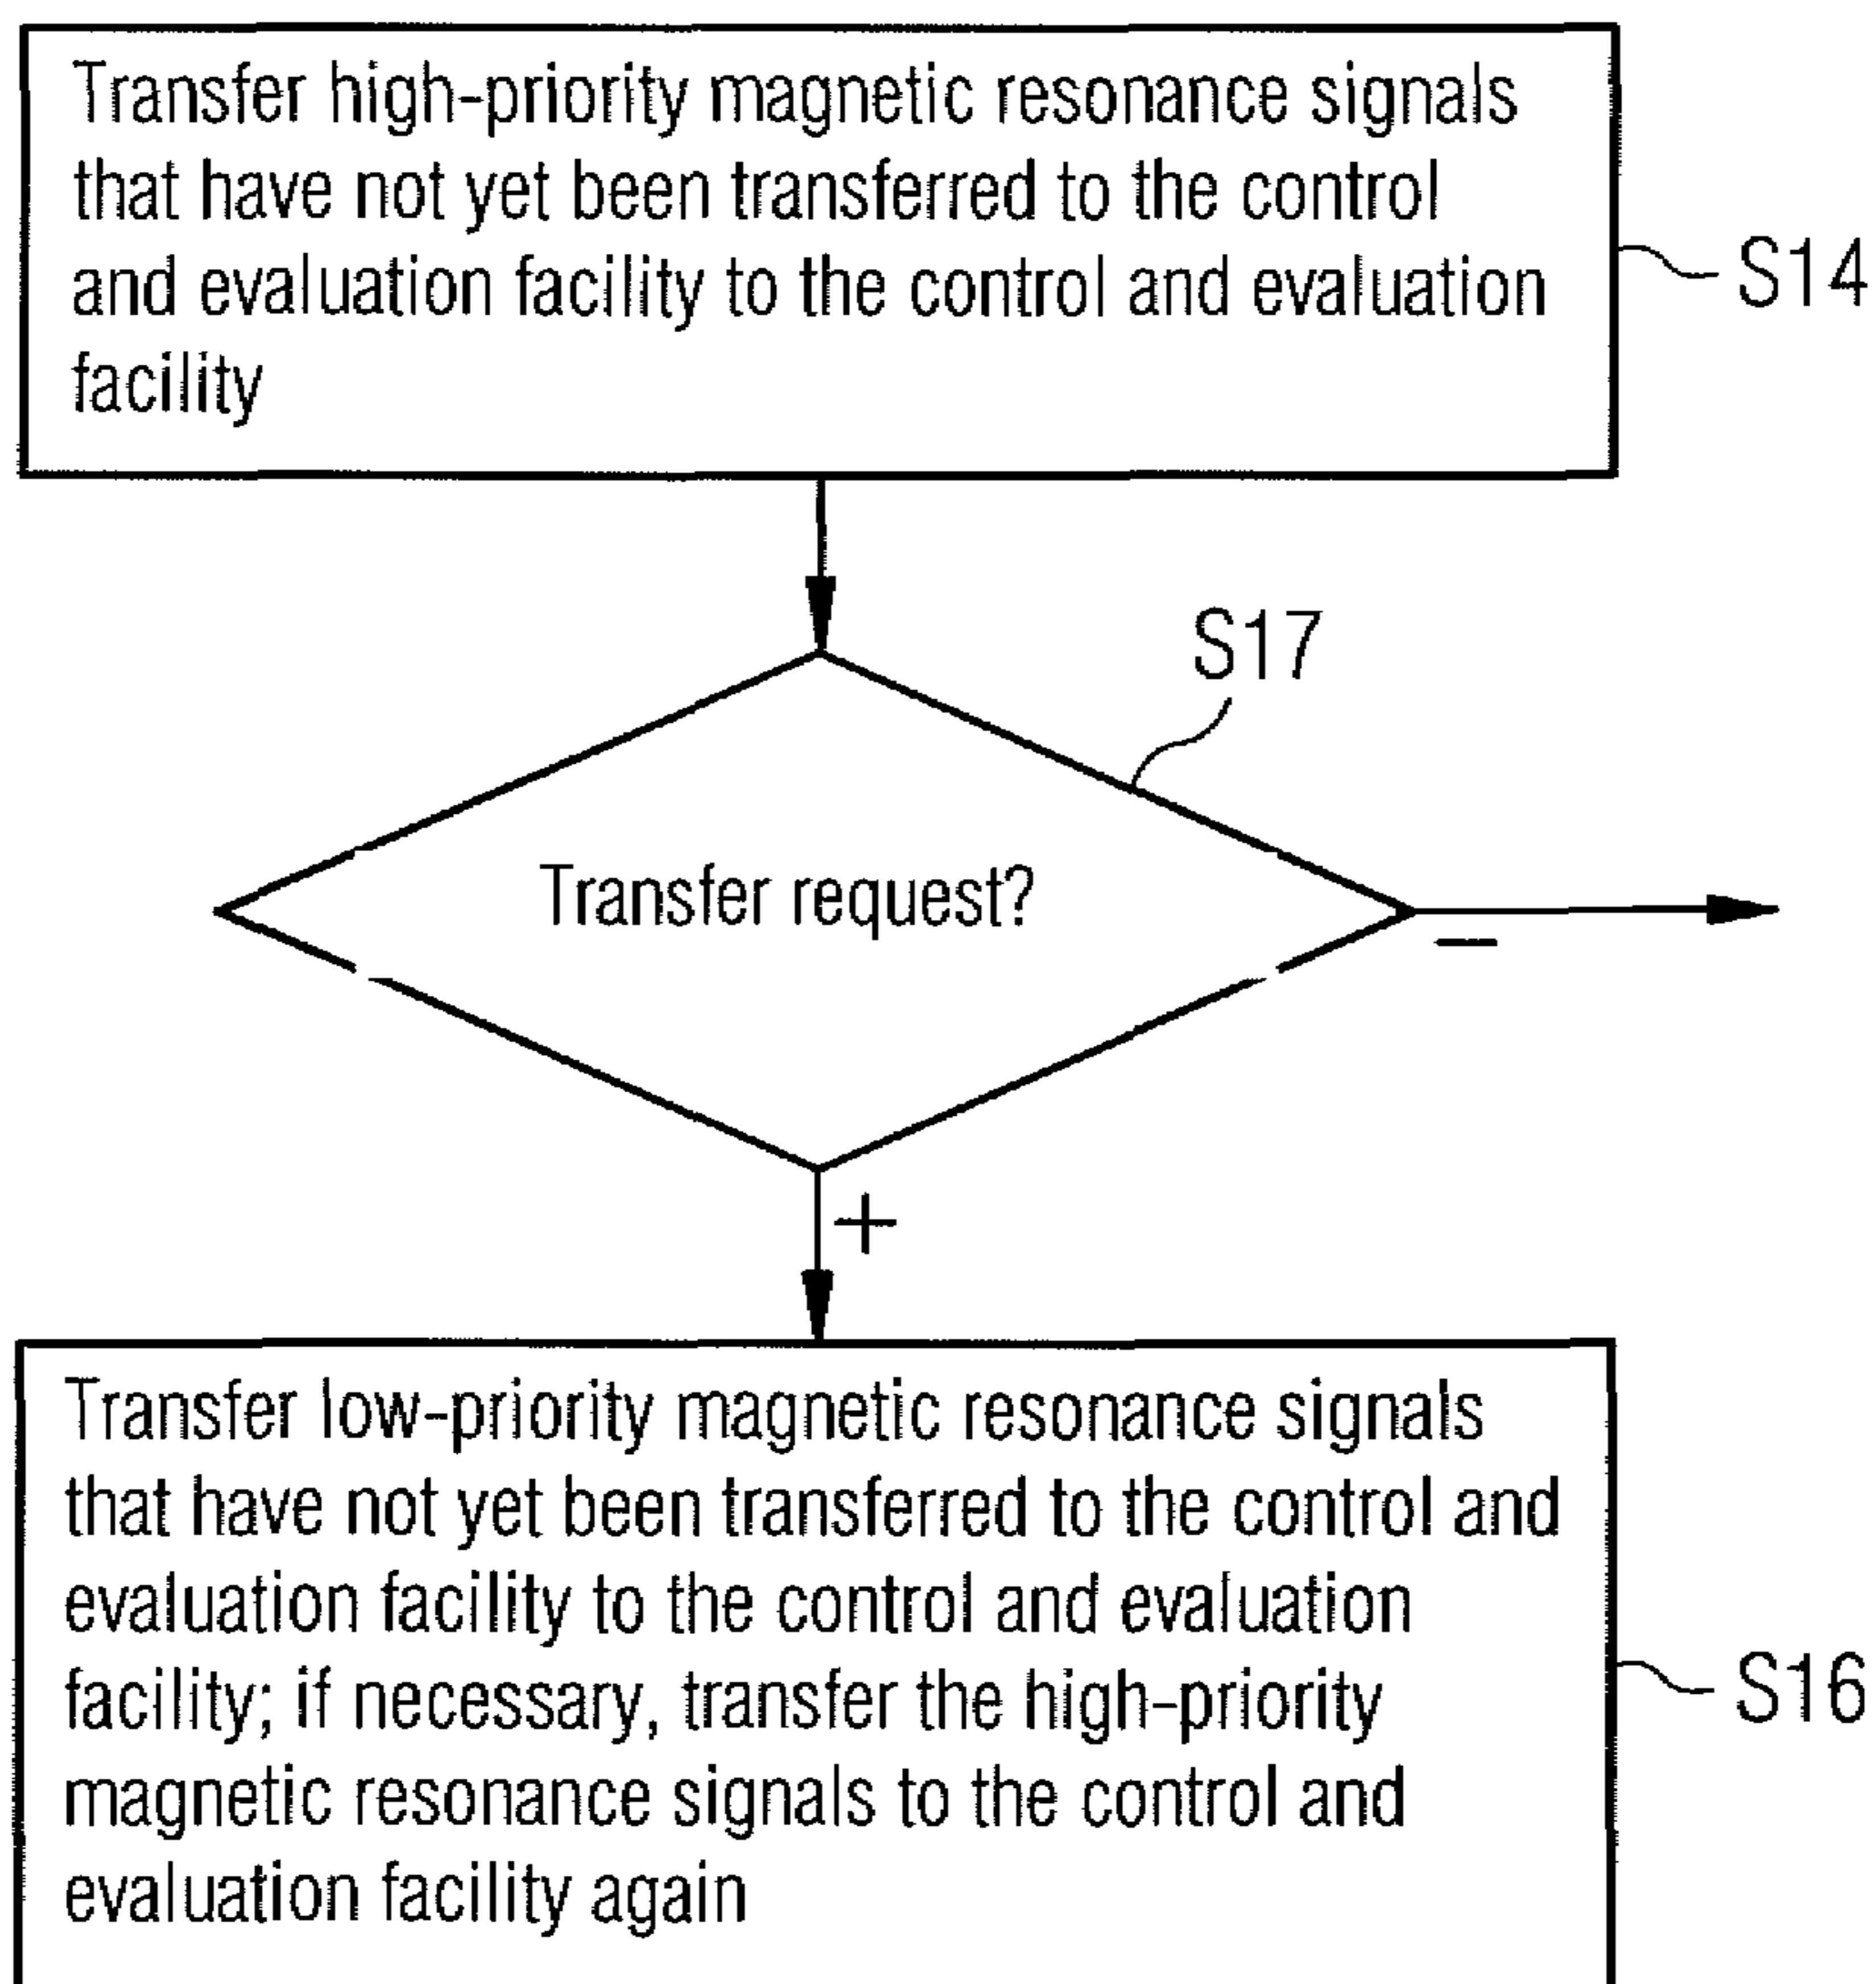 Transfer high-priority magnetic resonance signals
that have not yet been transferred to the control
and evaluation facility to the control and evaluation
facility
S14
S17
Transfer request?
−
+
Transfer low-priority magnetic resonance signals
that have not yet been transferred to the control and
evaluation facility to the control and evaluation
facility; if necessary, transfer the high-priority
magnetic resonance signals to the control and
evaluation facility again
S16